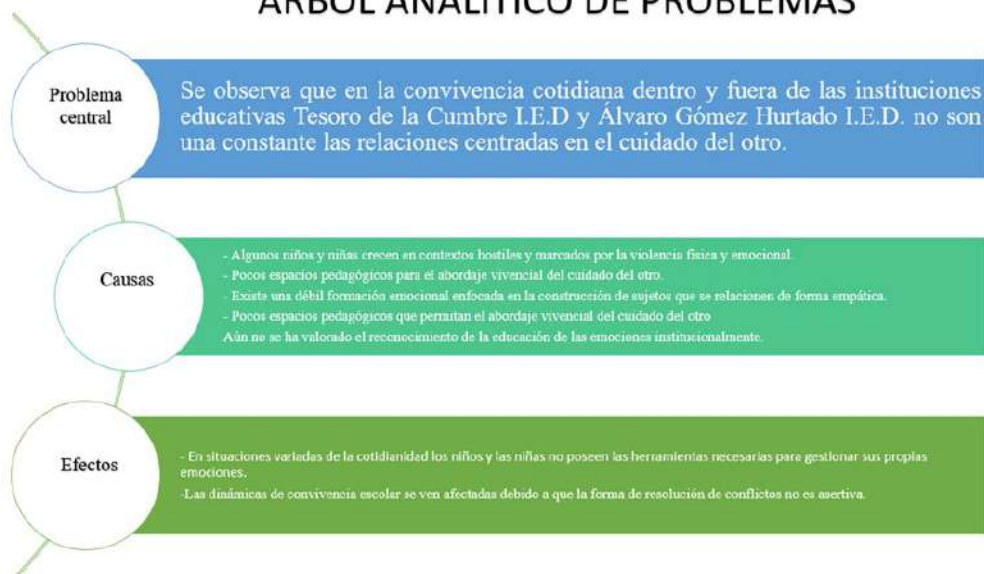 ÁRBOL ANALÍTICO DE PROBLEMAS
Problema
central
Se observa que en la convivencia cotidiana dentro y fuera de las instituciones
educativas Tesoro de la Cumbre I.E.D y Álvaro Gómez Hurtado I.E.D. no son
una constante las relaciones centradas en el cuidado del otro.
Causas
- Algunos niños y niñas crecen en contextos hostiles y marcados por la violencia física y emocional.
- Pocos espacios pedagógicos para el abordaje vivencial del cuidado del otro.
- Existe una débil formación emocional enfocada en la construcción de sujetos que se relacionen de forma empática.
- Pocos espacios pedagógicos que permitan el abordaje vivencial del cuidado del otro
Aún no se ha valorado el reconocimiento de la educación de las emociones institucionalmente.
Efectos
- En situaciones variadas de la cotidianidad los niños y las niñas no poseen las herramientas necesarias para gestionar sus propias
emociones.
-Las dinámicas de convivencia escolar se ven afectadas debido a que la forma de resolución de conflictos no es asertiva.